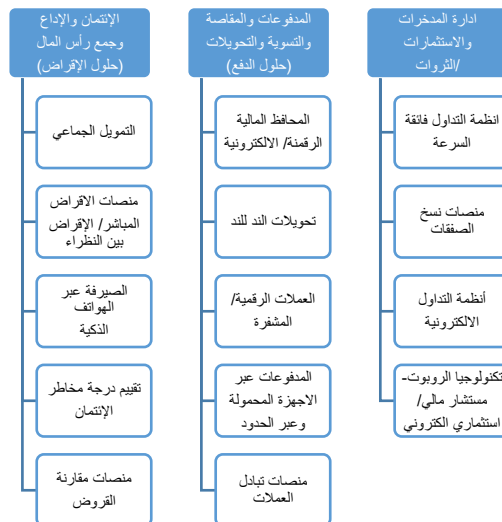 ادارة المدخرات
والاستثمارات
/الثروات
انظمة التداول فائقة
السرعة
منصات نسخ
الصفقات
أنظمة التداول
الالكترونية
تكنولوجيا الروبوت-
مستشار مالي/
استثماري الكتروني
المدفوعات والمقاصة
والتسوية والتحويلات
(حلول الدفع)
المحافظ المالية
الرقمنة/ الالكترونية
تحويلات الند للند
العملات الرقمية/
المشفرة
المدفوعات عبر
الاجهزة المحمولة
وعبر الحدود
منصات تبادل
العملات
الإئتمان والإداع
وجمع رأس المال
(حلول الإقراض)
التمويل الجماعي
منصات الاقراض
المباشر/ الإقراض
بين النظراء
الصيرفة عبر
الهواتف
الذكية
تقييم درجة مخاطر
الإئتمان
منصات مقارنة
القروض